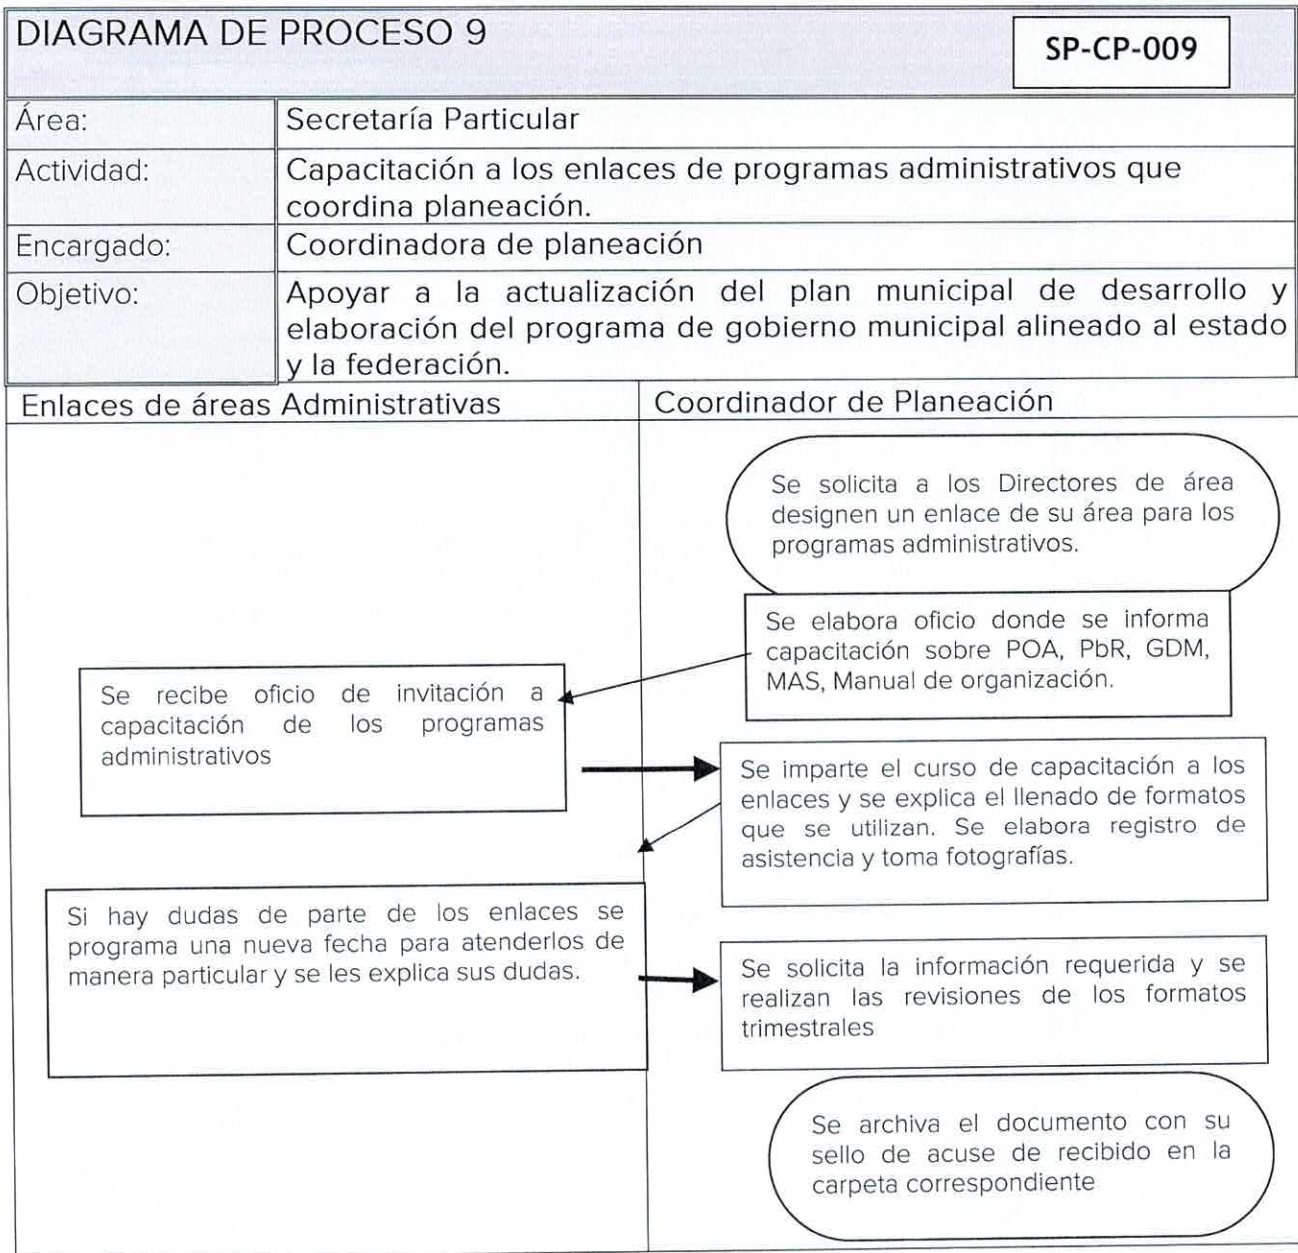 DIAGRAMA DE PROCESO 9
SP-CP-009
Área:
Secretaría Particular
Actividad:
Capacitación a los enlaces de programas administrativos que
coordina planeación.
Encargado:
Coordinadora de planeación
Objetivo:
Apoyar a la actualización del plan municipal de desarrollo y
elaboración del programa de gobierno municipal alineado al estado
y la federación.
Enlaces de áreas Administrativas
Coordinador de Planeación
Se solicita a los Directores de área
designen un enlace de su área para los
programas administrativos.
Se elabora oficio donde se informa
capacitación sobre POA, PbR, GDM,
MAS, Manual de organización.
Se recibe oficio de invitación a
capacitación de los programas
administrativos
Se imparte el curso de capacitación a los
enlaces y se explica el llenado de formatos
que se utilizan. Se elabora registro de
asistencia y toma fotografías.
Si hay dudas de parte de los enlaces se
programa una nueva fecha para atenderlos de
manera particular y se les explica sus dudas.
Se solicita la información requerida y se
realizan las revisiones de los formatos
trimestrales
Se archiva el documento con su
sello de acuse de recibido en la
carpeta correspondiente